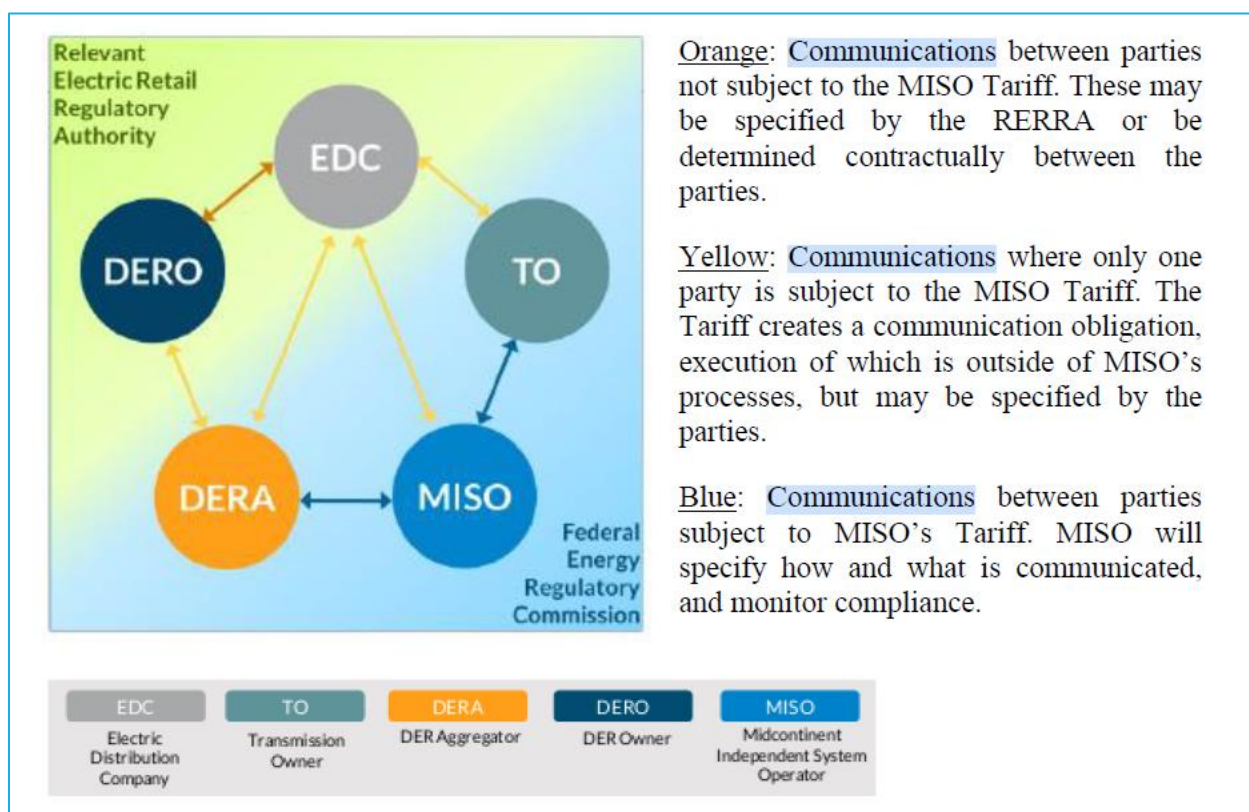 Relevant
Electric Retail
Regulatory
Authority
EDC
DERO
TO
DERA
MISO
Federal
Energy
Regulatory
Commission
Orange: Communications between parties
not subject to the MISO Tariff. These may
be specified by the RERRA or be
determined contractually between the
parties.
Yellow: Communications where only one
party is subject to the MISO Tariff. The
Tariff creates a communication obligation,
execution of which is outside of MISO’s
processes, but may be specified by the
parties.
Blue: Communications between parties
subject to MISO’s Tariff. MISO will
specify how and what is communicated,
and monitor compliance.
EDC
Electric
Distribution
Company
TO
Transmission
Owner
DERA
DER Aggregator
DERO
DER Owner
MISO
Midcontinent
Independent System
Operator